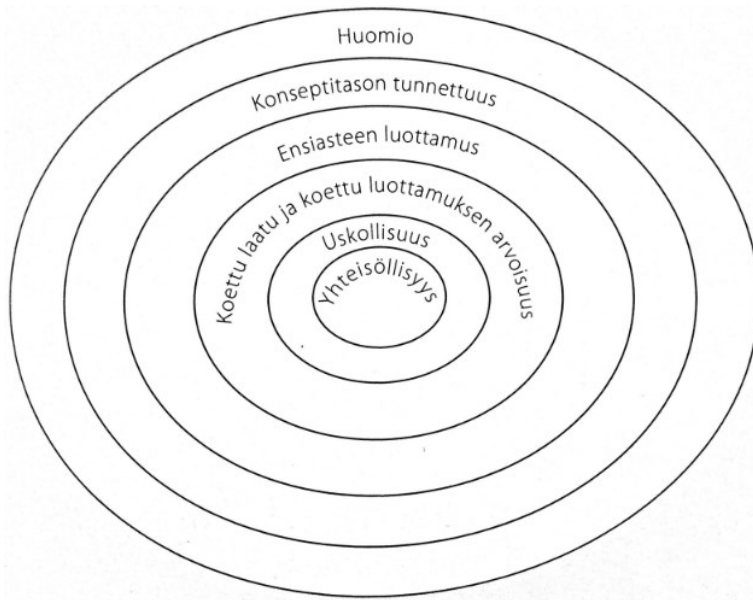 Huomio
Konseptitason tunnettuus
Ensiasteen luottamus
Koettu laatu ja koettu luottamuksen arvoisuus
Uskollisuus
Yhteisöllisyys